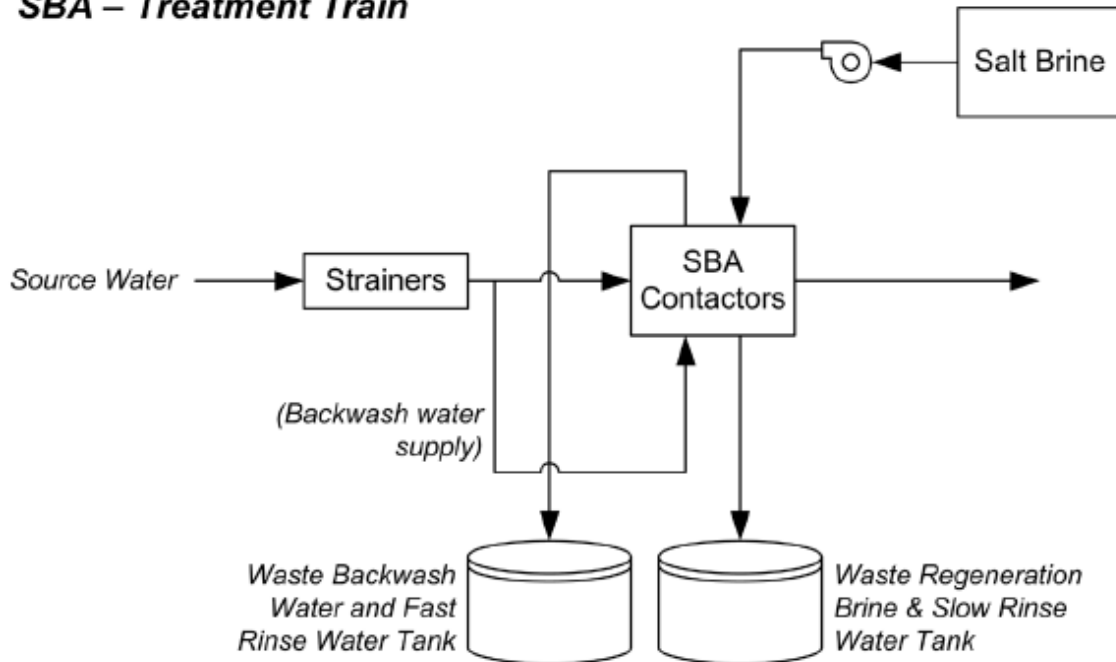 SBA – Treatment Train
Salt Brine
Source Water
Strainers
SBA
Contactors
(Backwash water
supply)
Waste Backwash
Water and Fast
Rinse Water Tank
Waste Regeneration
Brine & Slow Rinse
Water Tank